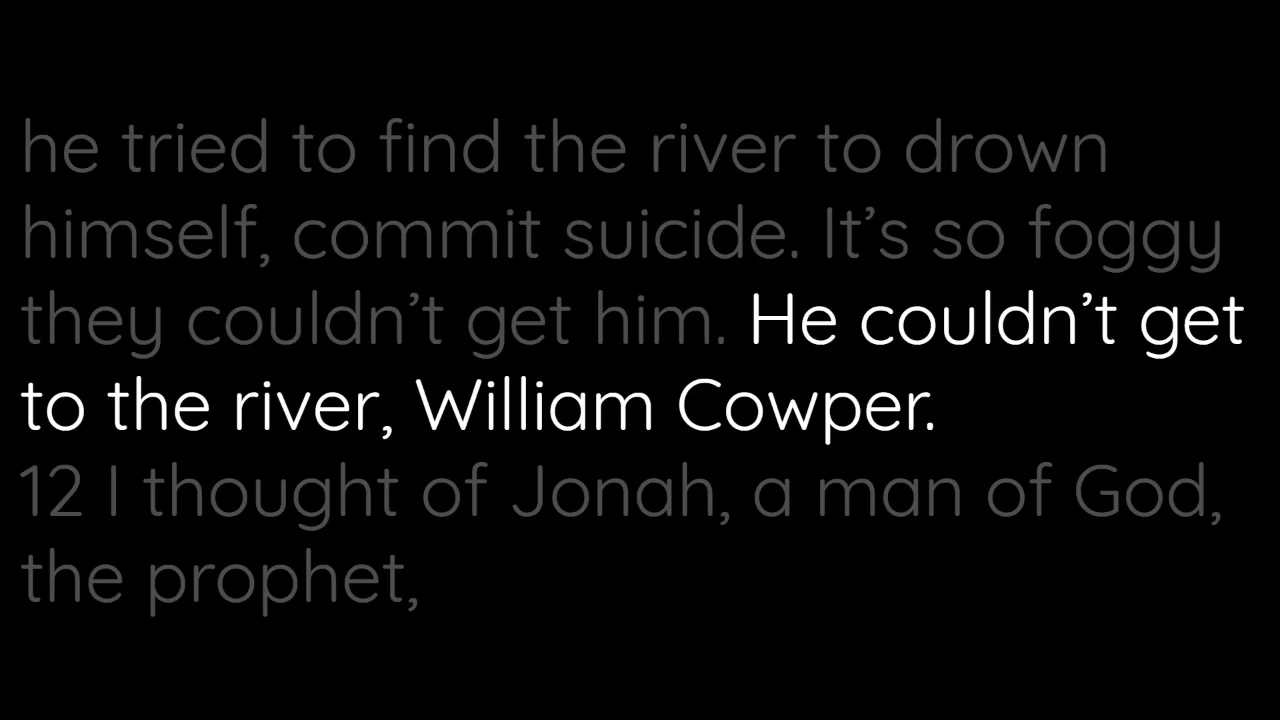 he tried to find the river to drown
himself, commit suicide. It’s so foggy
they couldn’t get him. He couldn’t get
to the river, William Cowper.
12 I thought of Jonah, a man of God,
the prophet,